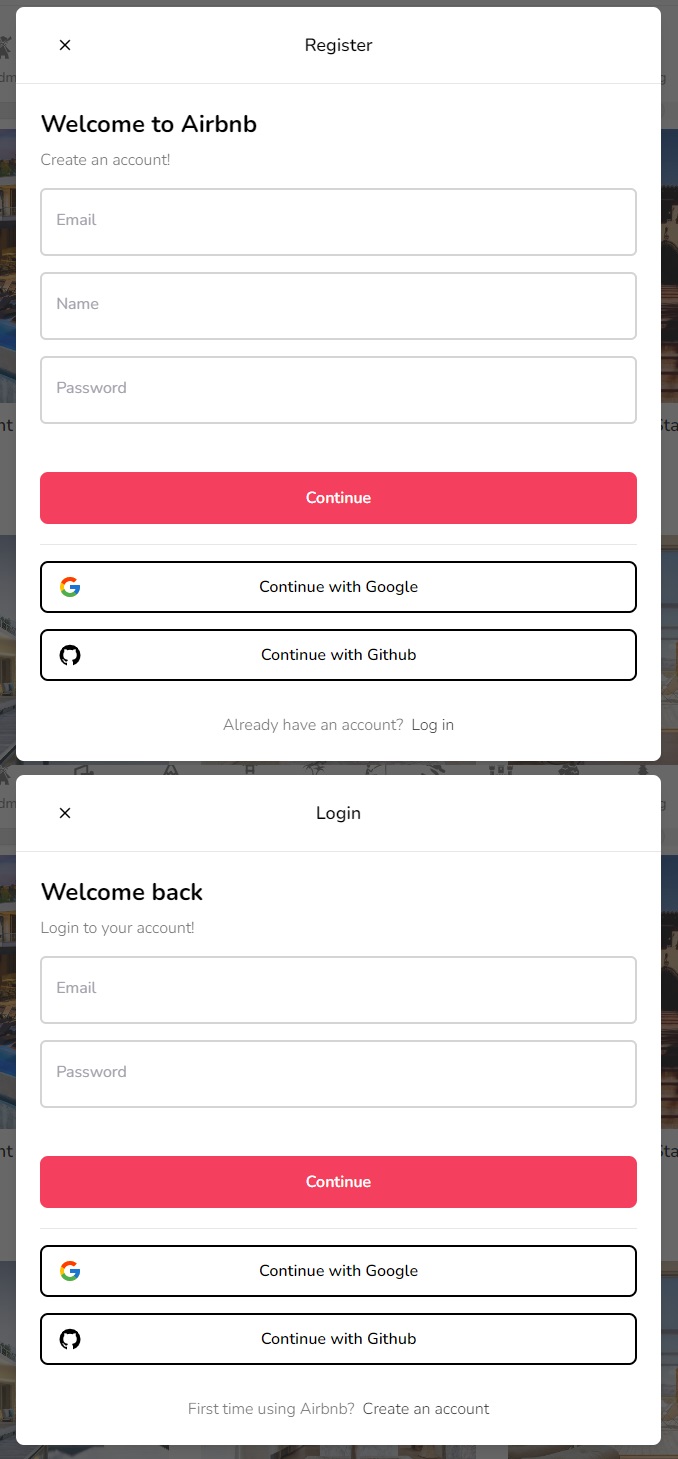 Register
Welcome to Airbnb
Create an account!
Email
Name
Password
Continue
Continue with Google
Continue with Github
Already have an account? Log in
Login
Welcome back
Login to your account!
Email
Password
Continue
Continue with Google
Continue with Github
First time using Airbnb? Create an account